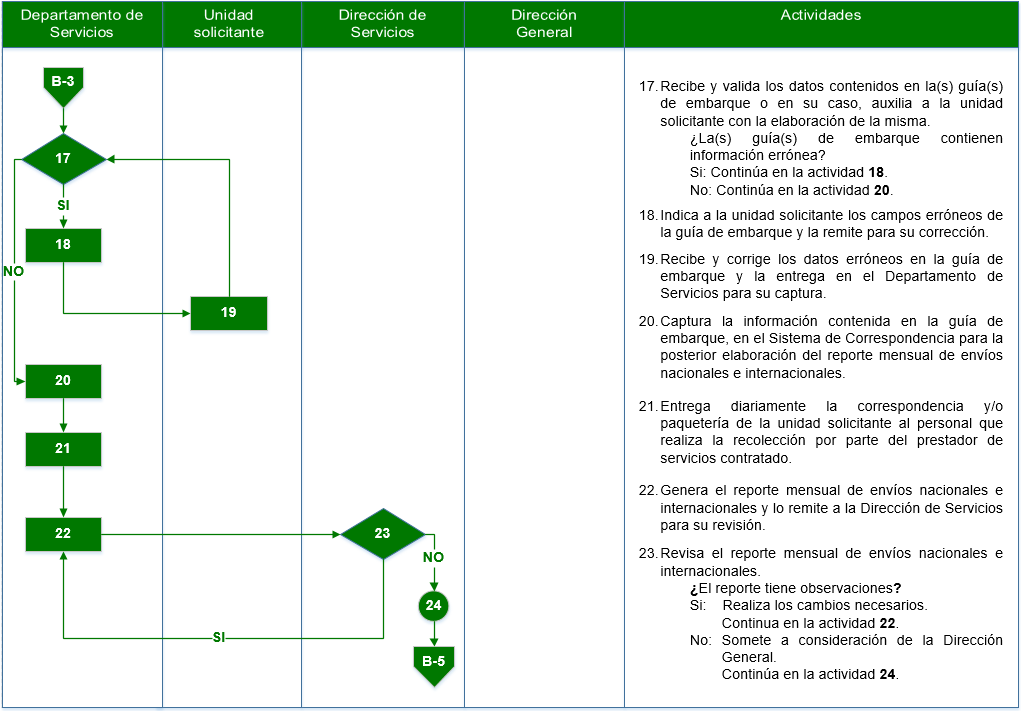 Departamento de
Servicios
Unidad
solicitante
Dirección de
Servicios
Dirección
General
Actividades
B-3
17
SI
18
NO
19
20
21
22
23
NO
24
SI
B-5
17. Recibe y valida los datos contenidos en la(s) guía(s)
de embarque o en su caso, auxilia a la unidad
solicitante con la elaboración de la misma.
¿La(s) guía(s) de embarque contienen
información errónea?
Si: Continúa en la actividad 18.
No: Continúa en la actividad 20.
18. Indica a la unidad solicitante los campos erróneos de
la guía de embarque y la remite para su corrección.
19. Recibe y corrige los datos erróneos en la guía de
embarque y la entrega en el Departamento de
Servicios para su captura.
20. Captura la información contenida en la guía de
embarque, en el Sistema de Correspondencia para la
posterior elaboración del reporte mensual de envíos
nacionales e internacionales.
21. Entrega diariamente la correspondencia y/o
paquetería de la unidad solicitante al personal que
realiza la recolección por parte del prestador de
servicios contratado.
22. Genera el reporte mensual de envíos nacionales e
internacionales y lo remite a la Dirección de Servicios
para su revisión.
23. Revisa el reporte mensual de envíos nacionales e
internacionales.
¿El reporte tiene observaciones?
Si: Realiza los cambios necesarios.
Continua en la actividad 22.
No: Somete a consideración de la Dirección
General.
Continúa en la actividad 24.